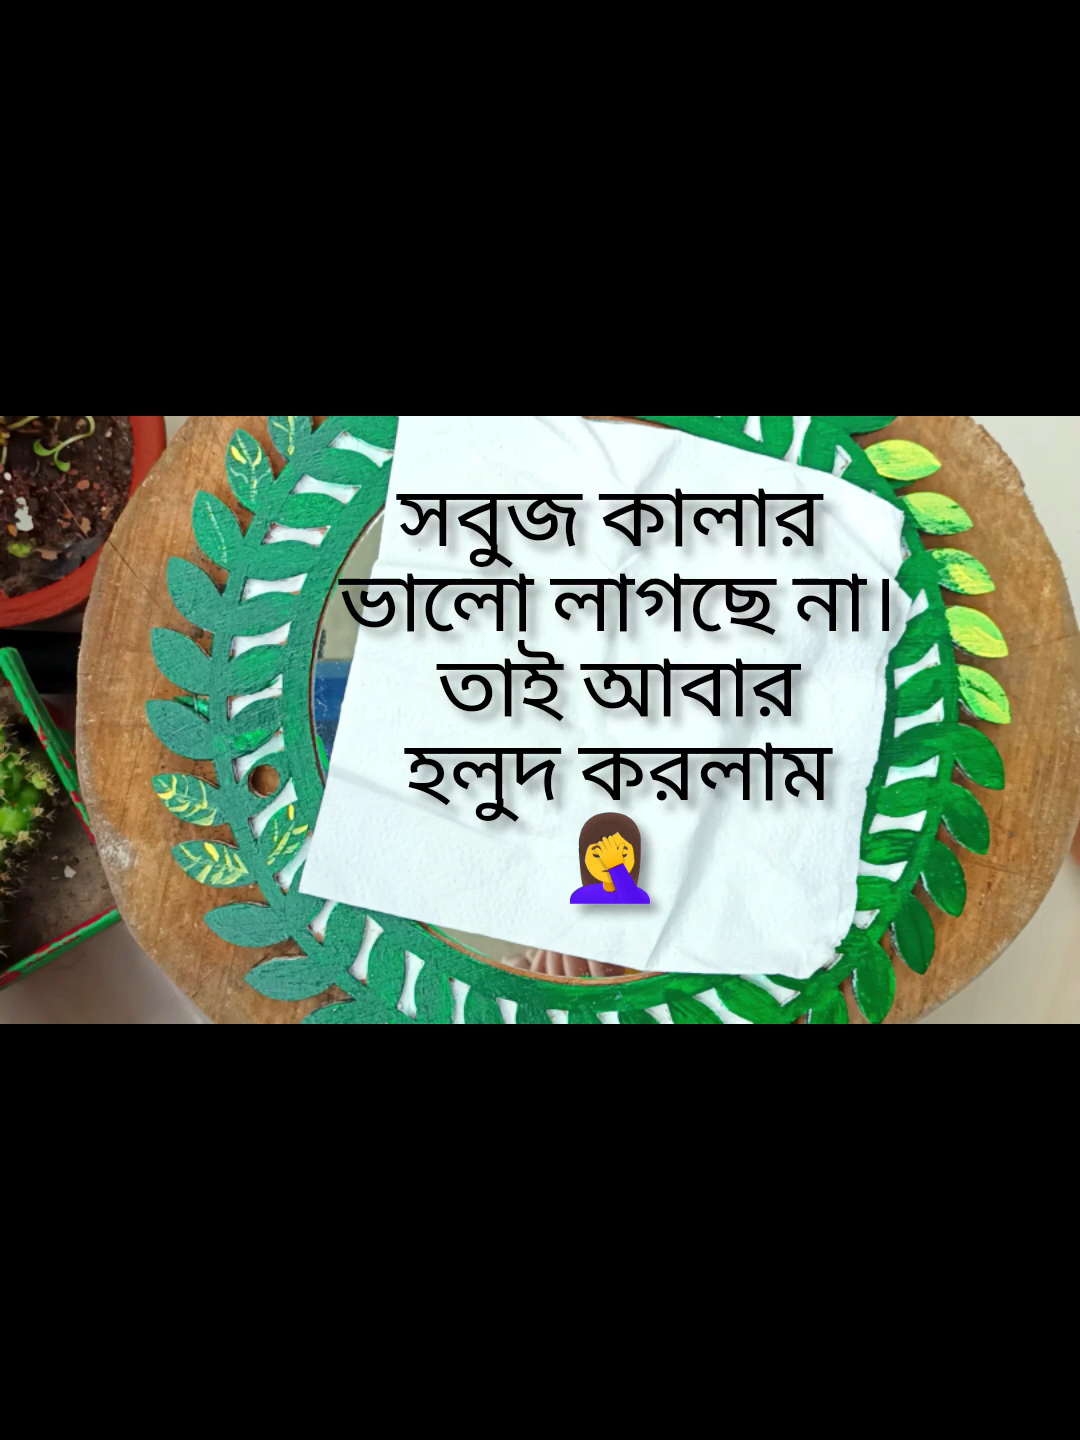 সবুজ কালার
ভালো লাগছে না।
তাই আবার
হলুদ করলাম
🤦‍♀️